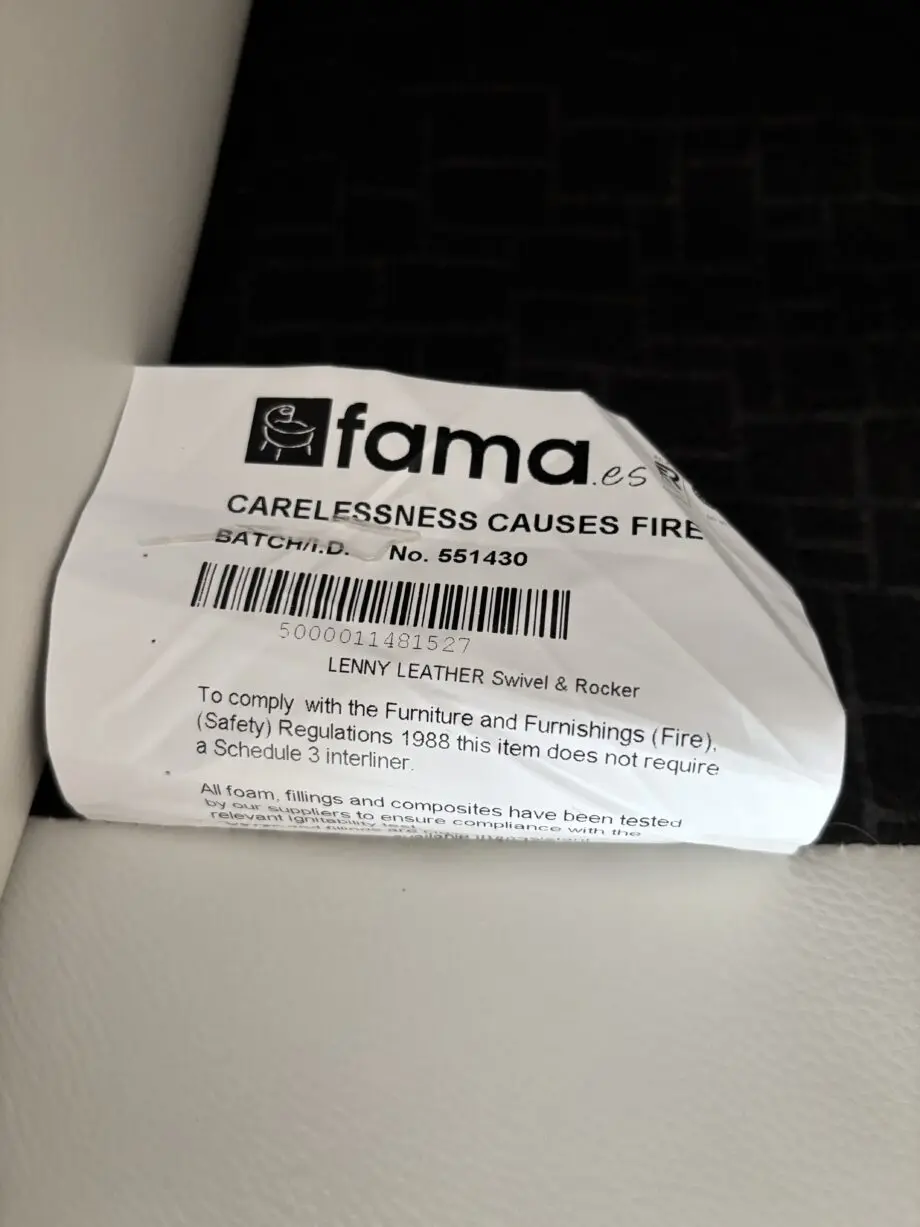 fama.es
CARELESSNESS CAUSES FIRE
BATCH/I.D. No. 551430
5000011481527
LENNY LEATHER Swivel & Rocker
To comply with the Furniture and Furnishings (Fire),
(Safety) Regulations 1988 this item does not require
a Schedule 3 interliner.
All foam, fillings and composites have been tested
by our suppliers to ensure compliance with the
relevant ignitability